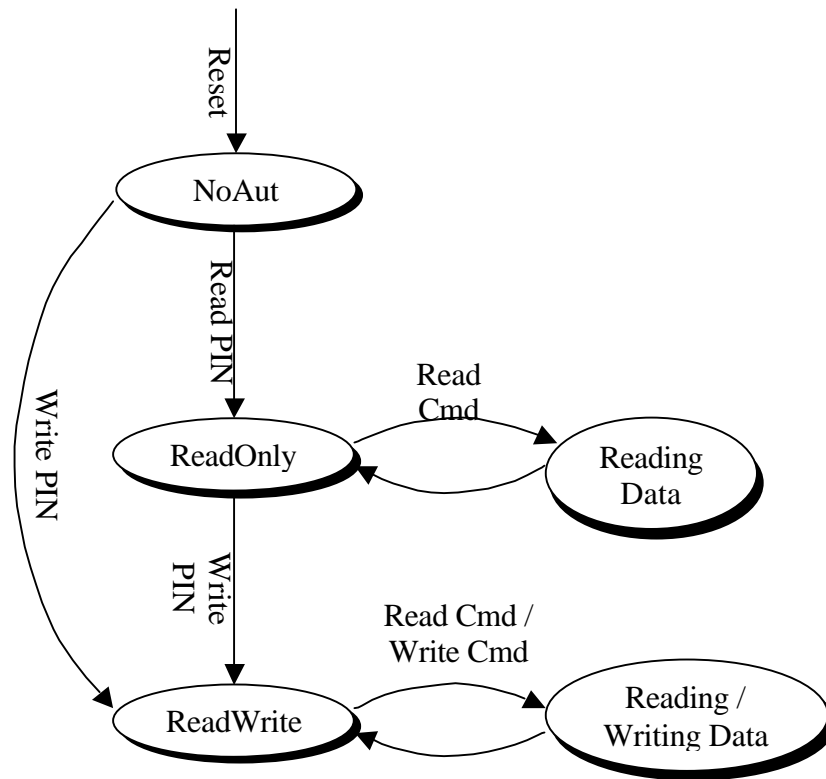 Reset
NoAut
Read PIN
Read
Cmd
ReadOnly
Reading
Data
Write PIN
Write
PIN
Read Cmd /
Write Cmd
ReadWrite
Reading /
Writing Data